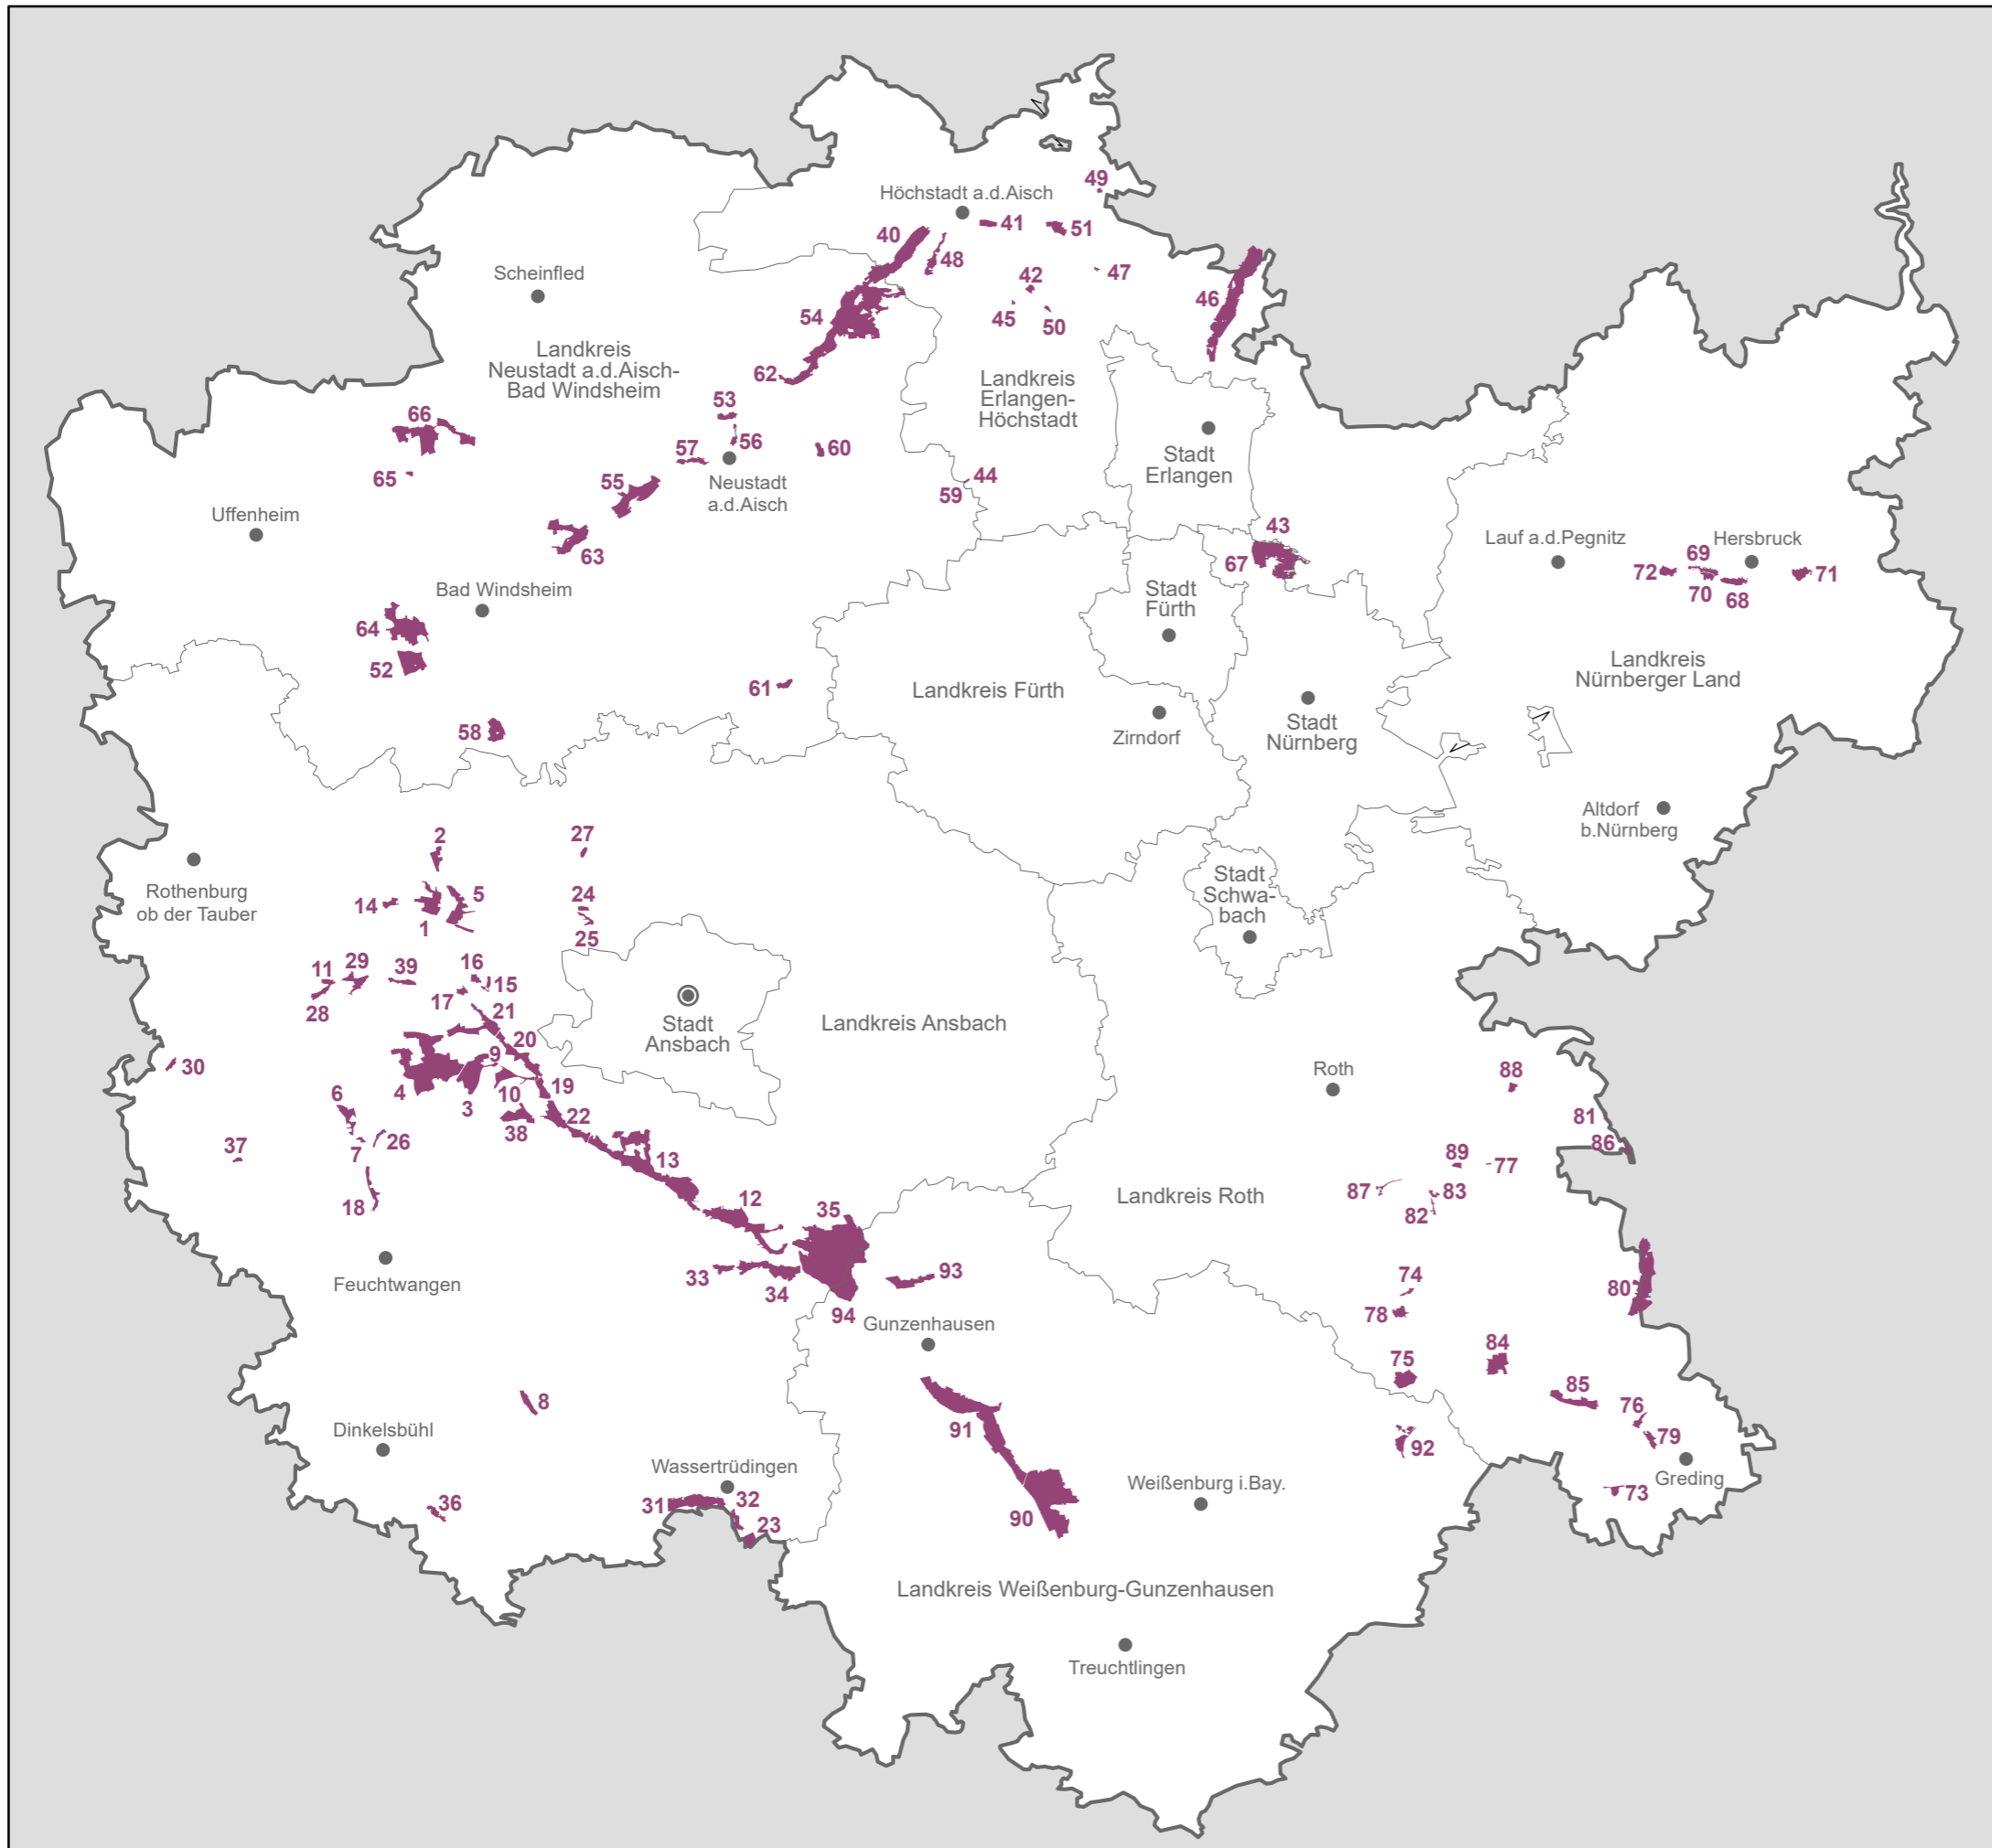 49
Höchstadt a.d.Aisch
41
51
40
48
47
42
45
50
46
Scheinfled
54
Landkreis
Neustadt a.d.Aisch-
Bad Windsheim
62
Landkreis
Erlangen-
Höchstadt
53
56
57
60
66
65
55
Neustadt
a.d.Aisch
44
59
Stadt
Erlangen
Uffenheim
63
43
67
Lauf a.d.Pegnitz
Hersbruck
69
72
70
68
71
Bad Windsheim
Stadt
Fürth
64
52
61
58
Landkreis Fürth
Zirndorf
Stadt
Nürnberg
Landkreis
Nürnberger Land
Altdorf
b.Nürnberg
2
27
Rothenburg
ob der Tauber
14
5
1
24
25
Stadt
Schwa-
bach
11
29
39
16
15
17
28
21
20
9
Stadt
Ansbach
Landkreis Ansbach
30
4
3
10
19
6
22
38
7
26
37
18
13
12
35
Roth
88
81
86
89
77
87
83
82
Landkreis Roth
Feuchtwangen
33
34
94
93
Gunzenhausen
74
78
80
75
84
85
76
79
8
Dinkelsbühl
91
92
Greding
73
Wassertrüdingen
31
32
23
36
90
Weißenburg i.Bay.
Landkreis Weißenburg-Gunzenhausen
Treuchtlingen